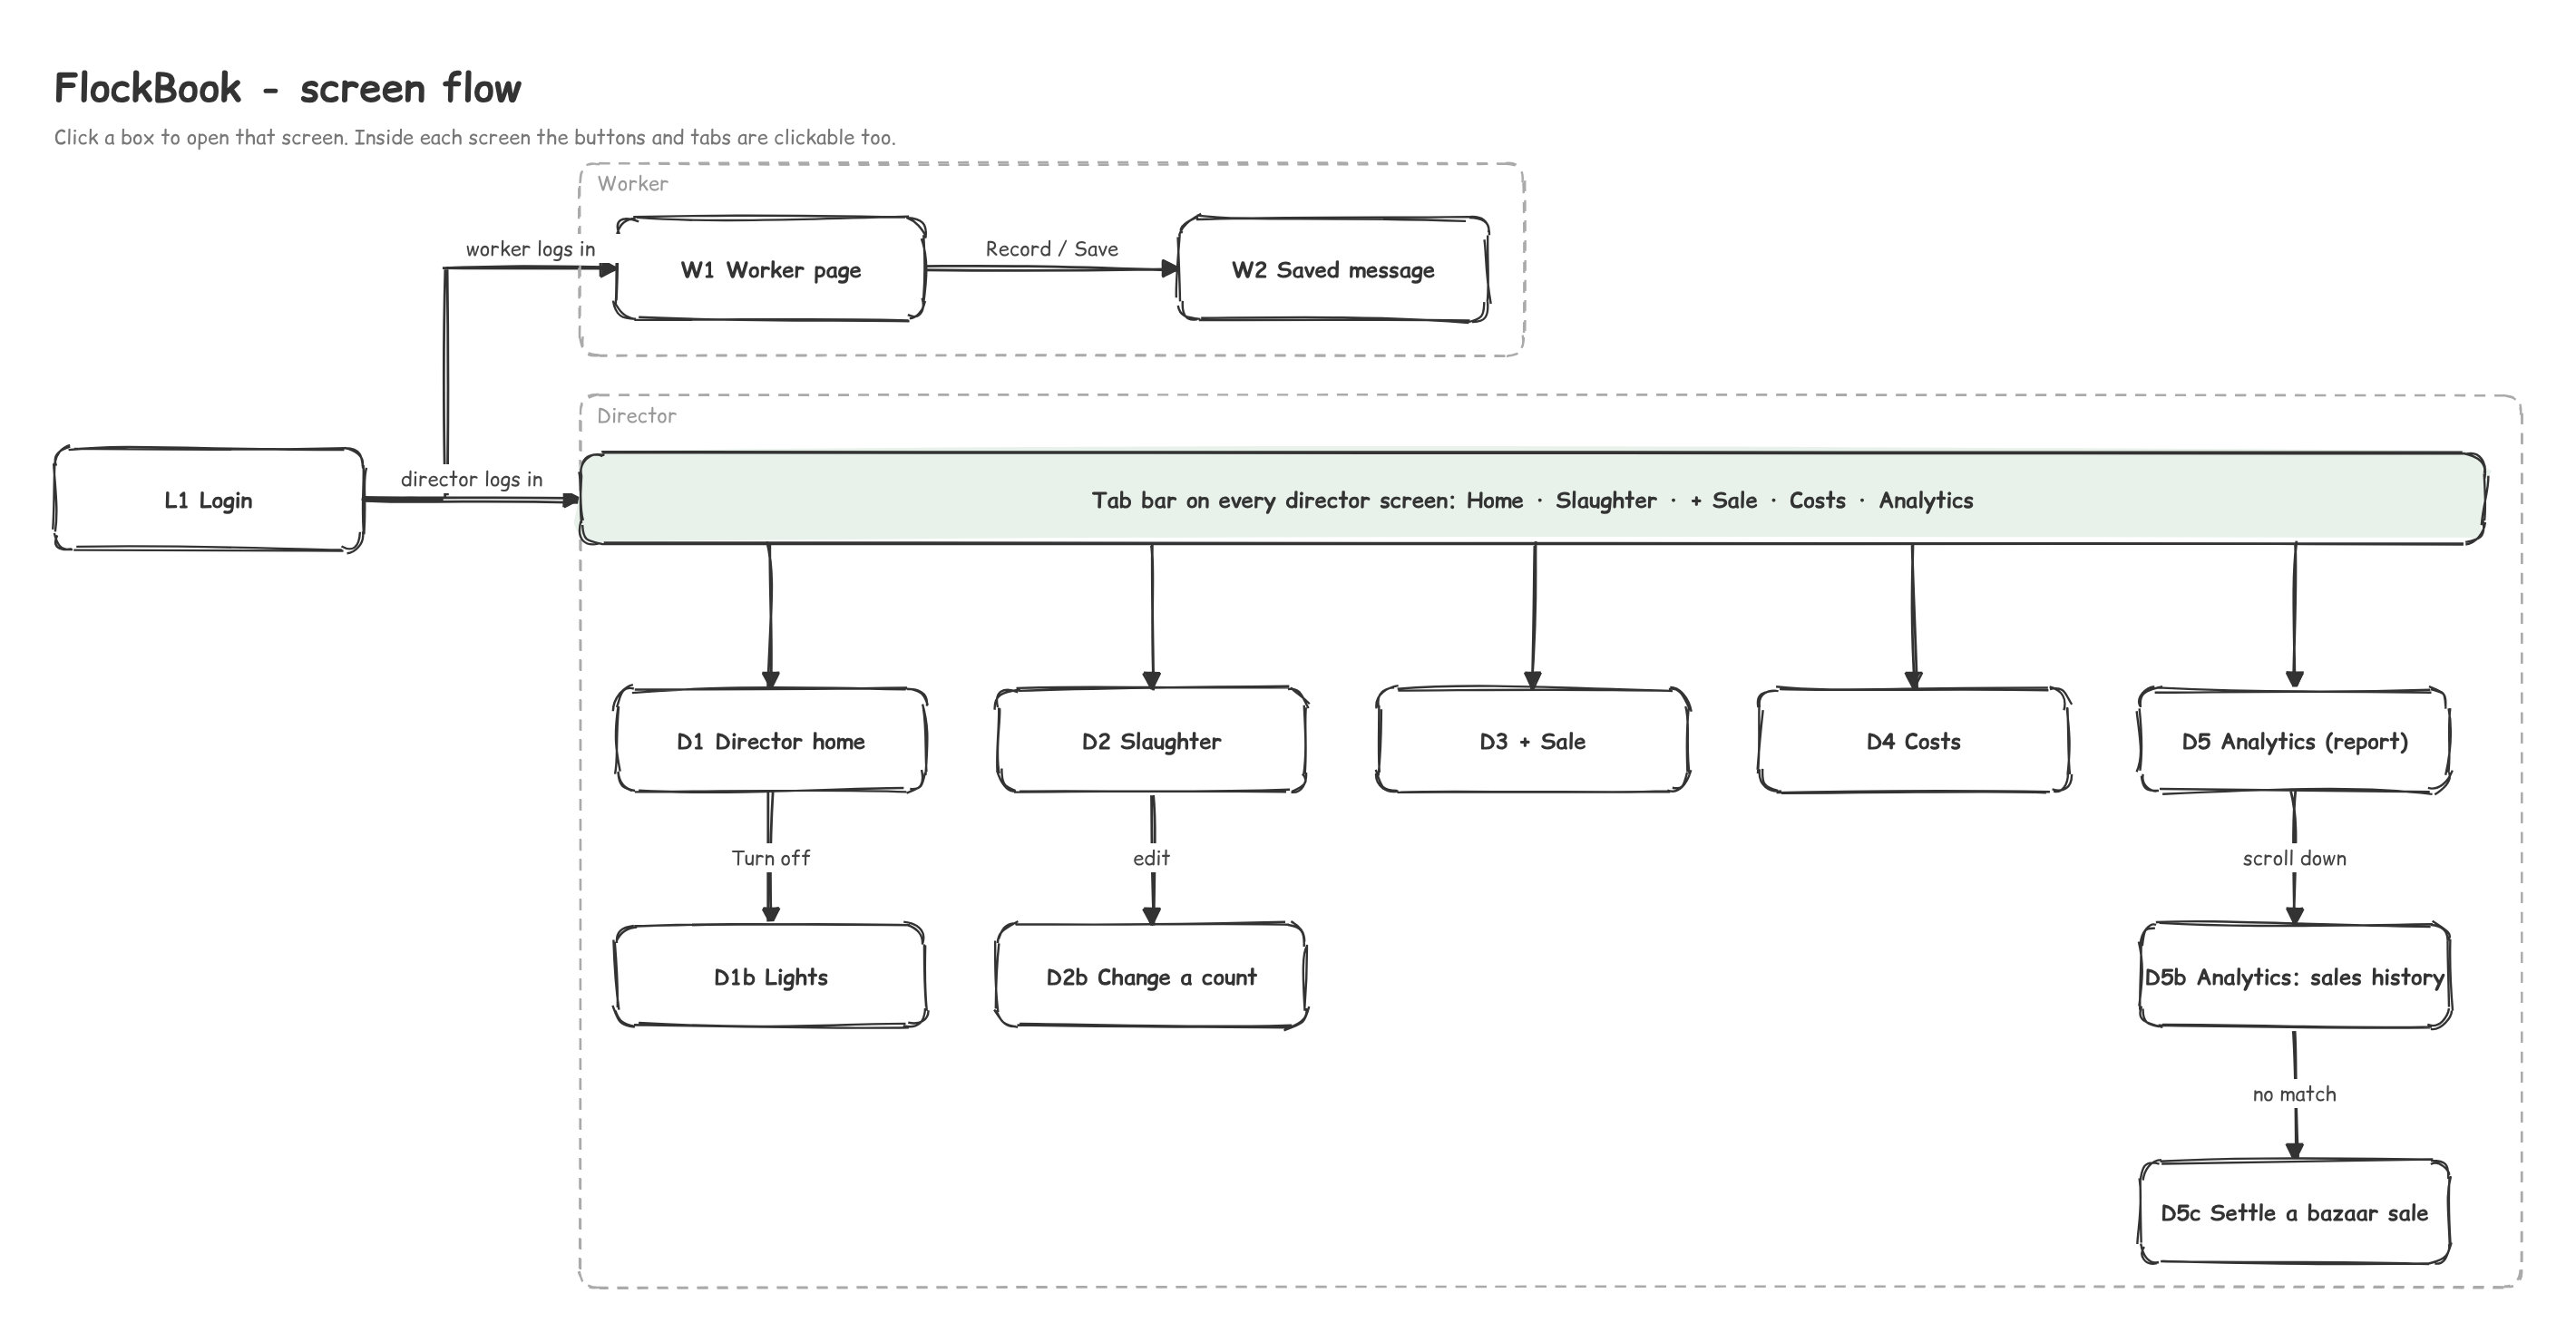 FlockBook - screen flow
Click a box to open that screen. Inside each screen the buttons and tabs are clickable too.
Worker
worker logs in
W1 Worker page
Record / Save
W2 Saved message
Director
L1 Login
director logs in
Tab bar on every director screen: Home · Slaughter · + Sale · Costs · Analytics
D1 Director home
D2 Slaughter
D3 + Sale
D4 Costs
D5 Analytics (report)
Turn off
edit
scroll down
D1b Lights
D2b Change a count
D5b Analytics: sales history
no match
D5c Settle a bazaar sale